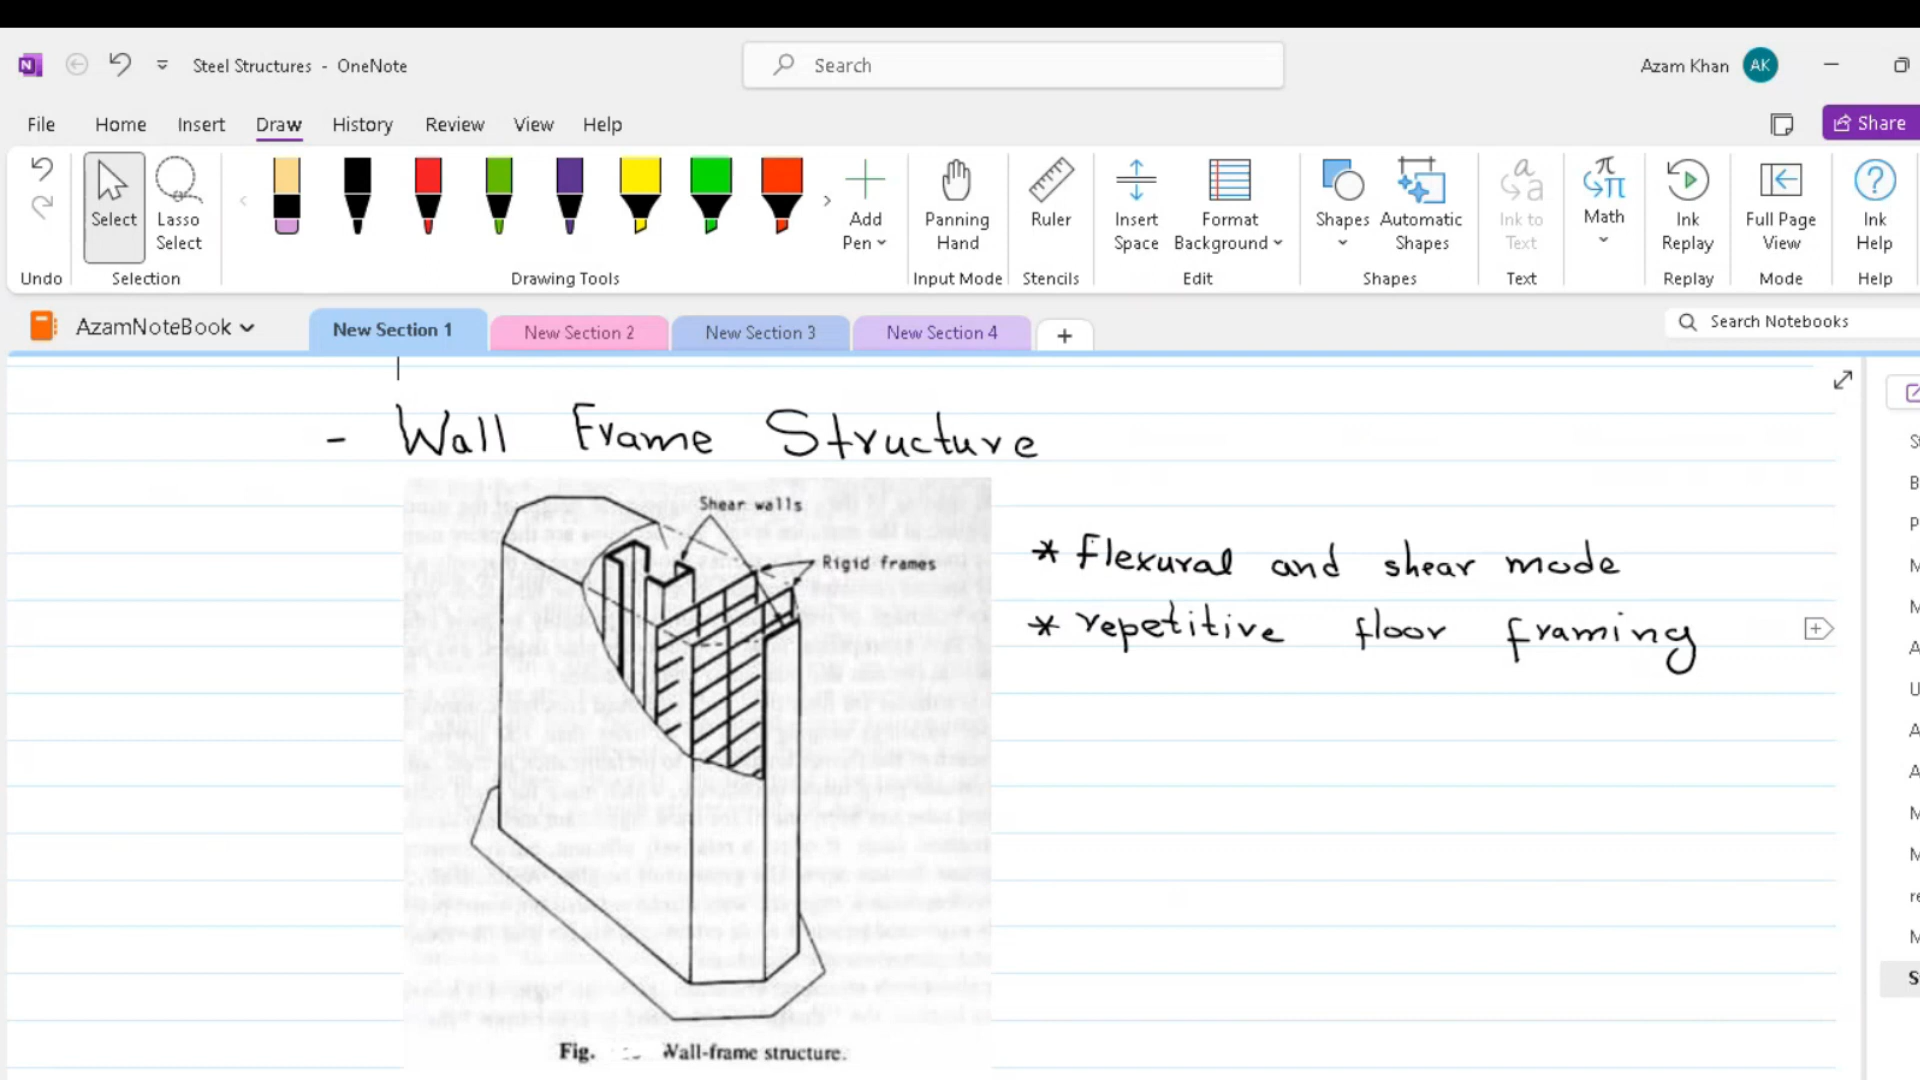 Steel Structures - OneNote
Search
Azam Khan
AK
File
Home
Insert
Draw
History
Review
View
Help
Share
Select
Lasso Select
Add Pen
Panning Hand
Ruler
Insert Space
Format Background
Shapes
Automatic Shapes
Ink to Text
Math
Ink Replay
Full Page View
Ink Help
Undo
Selection
Drawing Tools
Input Mode
Stencils
Edit
Shapes
Text
Replay
Mode
Help
AzamNoteBook
New Section 1
New Section 2
New Section 3
New Section 4
Search Notebooks
- Wall Frame Structure
Shear walls
Rigid frames
* Flexural and shear mode
* repetitive floor framing
Fig. Wall-frame structure.